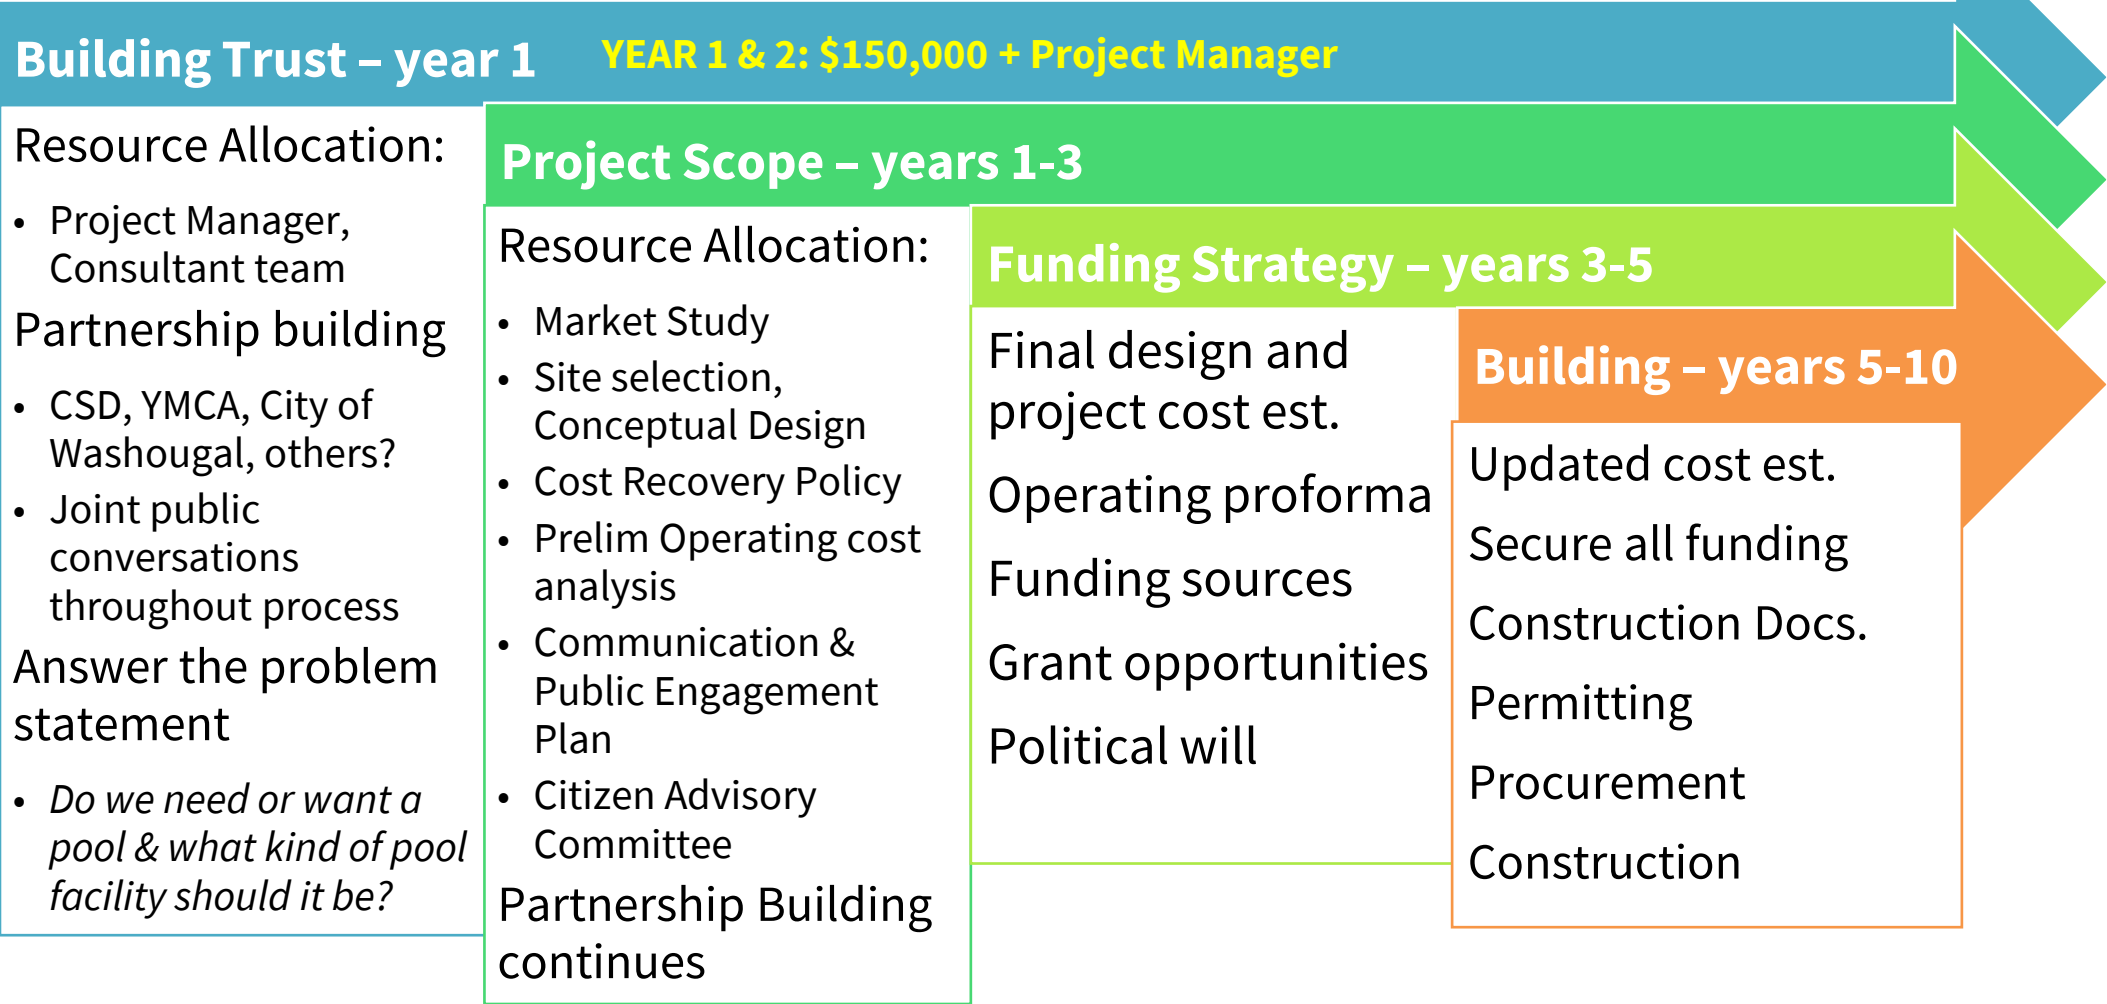 Building Trust – year 1
YEAR 1 & 2: $150,000 + Project Manager
Resource Allocation:
• Project Manager,
Consultant team
Partnership building
• CSD, YMCA, City of
Washougal, others?
• Joint public
conversations
throughout process
Answer the problem
statement
• Do we need or want a
pool & what kind of pool
facility should it be?
Project Scope – years 1-3
Resource Allocation:
• Market Study
• Site selection,
Conceptual Design
• Cost Recovery Policy
• Prelim Operating cost
analysis
• Communication &
Public Engagement
Plan
• Citizen Advisory
Committee
Partnership Building
continues
Funding Strategy – years 3-5
Final design and
project cost est.
Operating proforma
Funding sources
Grant opportunities
Political will
Building – years 5-10
Updated cost est.
Secure all funding
Construction Docs.
Permitting
Procurement
Construction